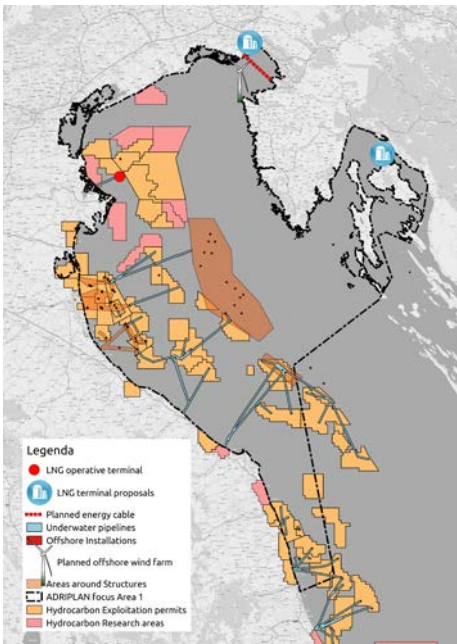 Legenda
LNG operative terminal
LNG terminal proposals
Planned energy cable
Underwater pipelines
Offshore Installations
Planned offshore wind farm
Areas around Structures
ADRIPLAN focus Area 1
Hydrocarbon Exploitation permits
Hydrocarbon Research areas